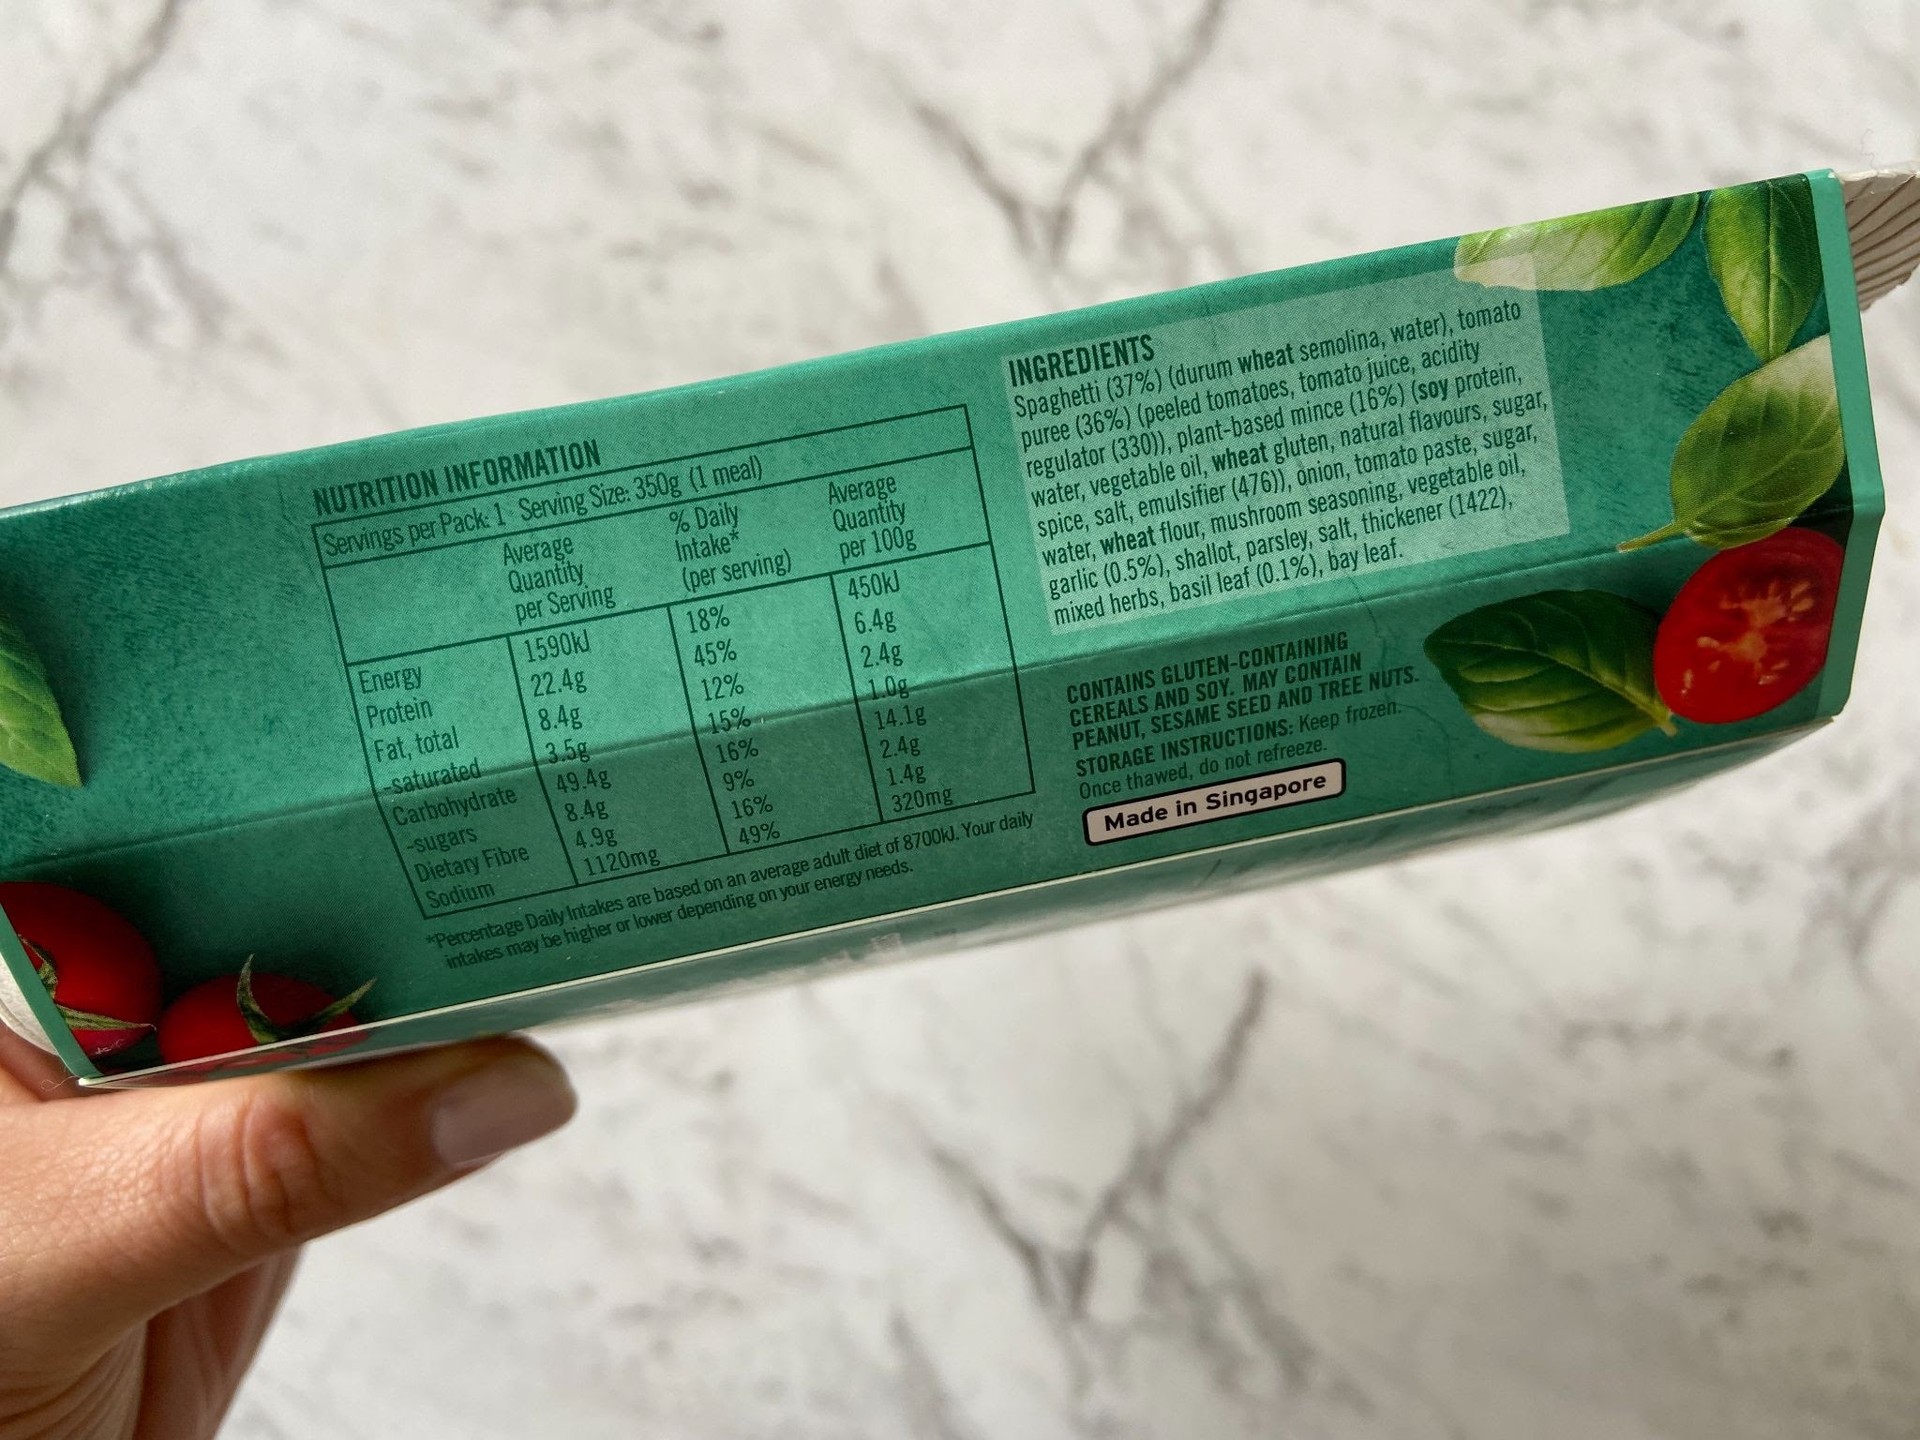 NUTRITION INFORMATION
Servings per Pack: 1 Serving Size: 350g (1 meal)
Average Quantity per Serving % Daily Intake* (per serving) Average Quantity per 100g
Energy 1590kJ 18% 450kJ
Protein 22.4g 45% 6.4g
Fat, total 8.4g 12% 2.4g
-saturated 3.5g 15% 1.0g
Carbohydrate 49.4g 16% 14.1g
-sugars 8.4g 9% 2.4g
Dietary Fibre 4.9g 16% 1.4g
Sodium 1120mg 49% 320mg
*Percentage Daily Intakes are based on an average adult diet of 8700kJ. Your daily
intakes may be higher or lower depending on your energy needs.
INGREDIENTS
Spaghetti (37%) (durum wheat semolina, water), tomato
puree (36%) (peeled tomatoes, tomato juice, acidity
regulator (330)), plant-based mince (16%) (soy protein,
water, vegetable oil, wheat gluten, natural flavours, sugar,
spice, salt, emulsifier (476)), onion, tomato paste, sugar,
water, wheat flour, mushroom seasoning, vegetable oil,
garlic (0.5%), shallot, parsley, salt, thickener (1422),
mixed herbs, basil leaf (0.1%), bay leaf.
CONTAINS GLUTEN-CONTAINING
CEREALS AND SOY. MAY CONTAIN
PEANUT, SESAME SEED AND TREE NUTS.
STORAGE INSTRUCTIONS: Keep frozen.
Once thawed, do not refreeze.
Made in Singapore